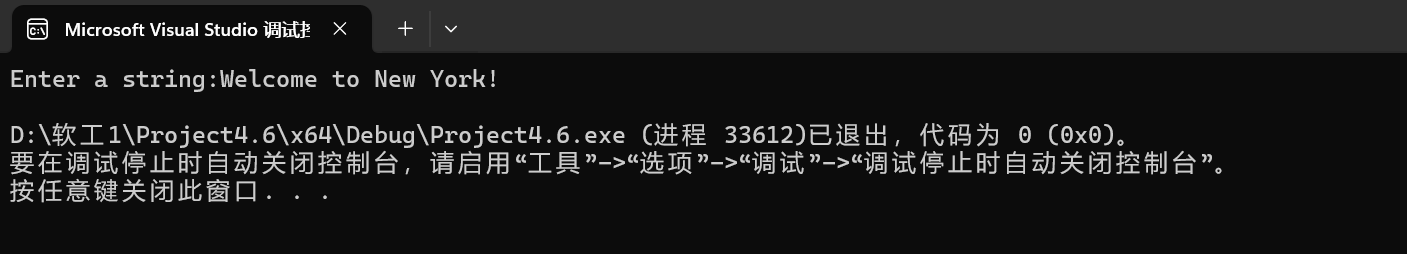 Microsoft Visual Studio 调试
Enter a string:Welcome to New York!
D:\软工1\Project4.6\x64\Debug\Project4.6.exe (进程 33612)已退出，代码为 0 (0x0)。
要在调试停止时自动关闭控制台，请启用“工具”->“选项”->“调试”->“调试停止时自动关闭控制台”。
按任意键关闭此窗口. . .